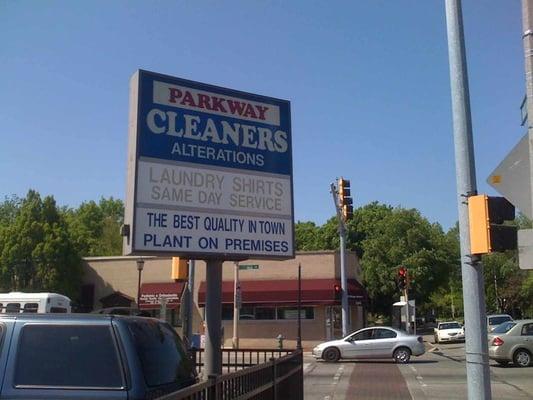 PARKWAY
CLEANERS
ALTERATIONS
LAUNDRY SHIRTS
SAME DAY SERVICE
THE BEST QUALITY IN TOWN
PLANT ON PREMISES